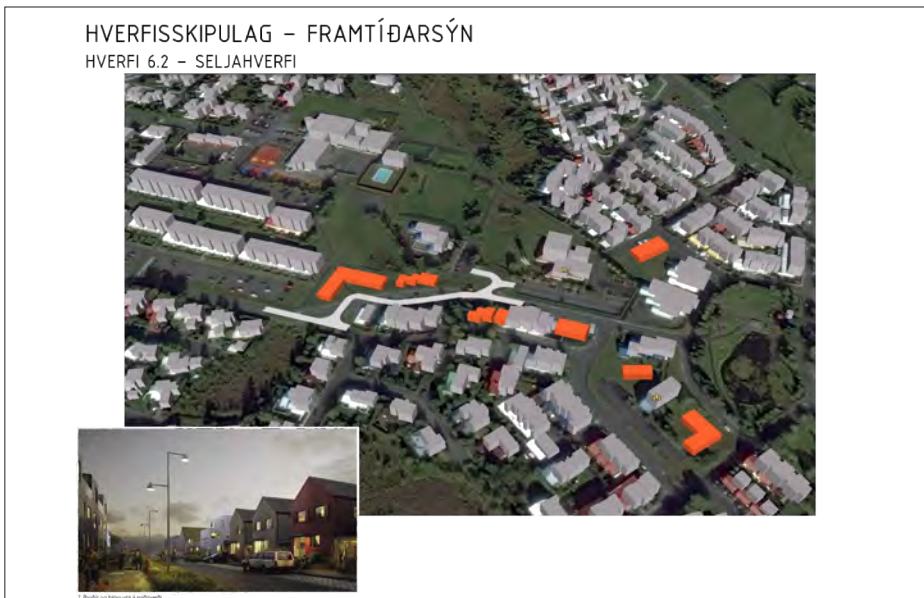 HVERFISSKIPULAG – FRAMTÍÐARSÝN
HVERFI 6.2 – SELJAHVERFI